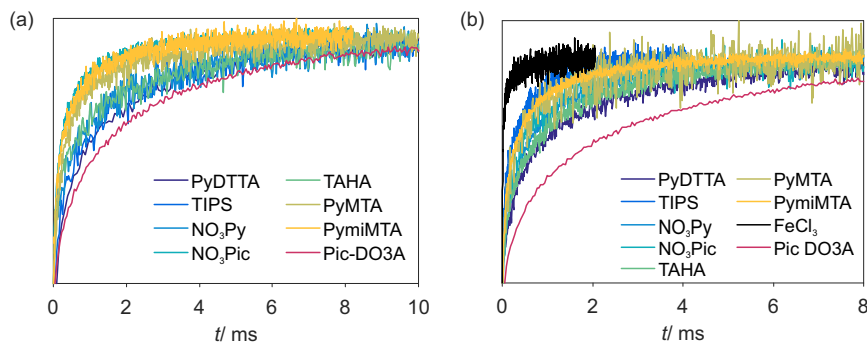 (a)
PyDTTA
TIPS
NO₃Py
NO₃Pic
TAHA
PyMTA
PymiMTA
Pic-DO3A
0 2 4 6 8 10
t/ ms
(b)
PyDTTA
TIPS
NO₃Py
NO₃Pic
TAHA
PyMTA
PymiMTA
FeCl₃
Pic DO3A
0 2 4 6 8
t/ ms